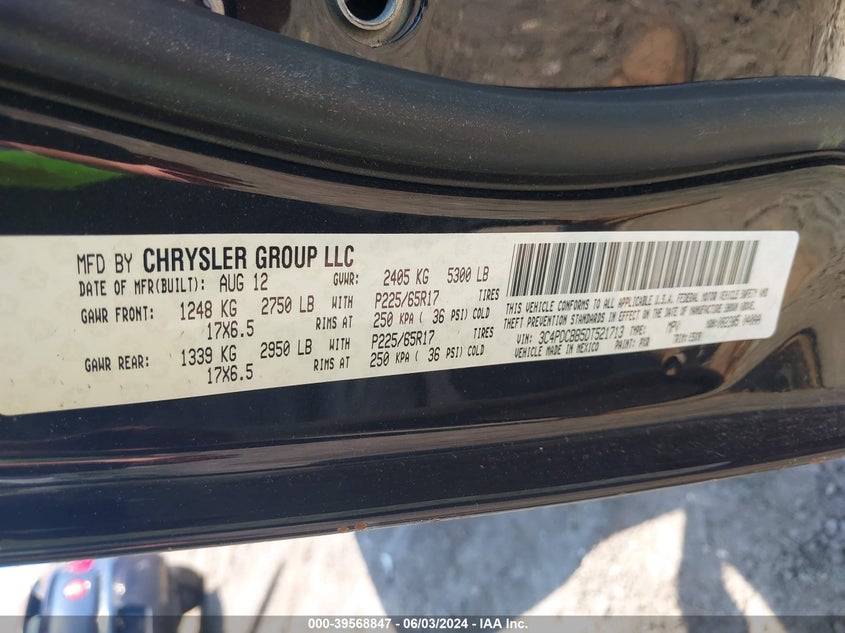 MFD BY CHRYSLER GROUP LLC
DATE OF MFR(BUILT): AUG 12 GVWR: 2405 KG 5300 LB
GAWR FRONT: 1248 KG 2750 LB WITH P225/65R17 TIRES
17X6.5 RIMS AT 250 KPA ( 36 PSI) COLD
GAWR REAR: 1339 KG 2950 LB WITH P225/65R17 TIRES
17X6.5 RIMS AT 250 KPA ( 36 PSI) COLD
THIS VEHICLE CONFORMS TO ALL APPLICABLE U.S.A. FEDERAL MOTOR VEHICLE SAFETY AND
THEFT PREVENTION STANDARDS IN EFFECT ON THE DATE OF MANUFACTURE SHOWN ABOVE.
VIN: 3C4PDCBB5DT521713 TYPE: MPV
VEHICLE MADE IN MEXICO PAINT: TRIM:
000-39568847 / 06/03/2024 - IAA Inc.